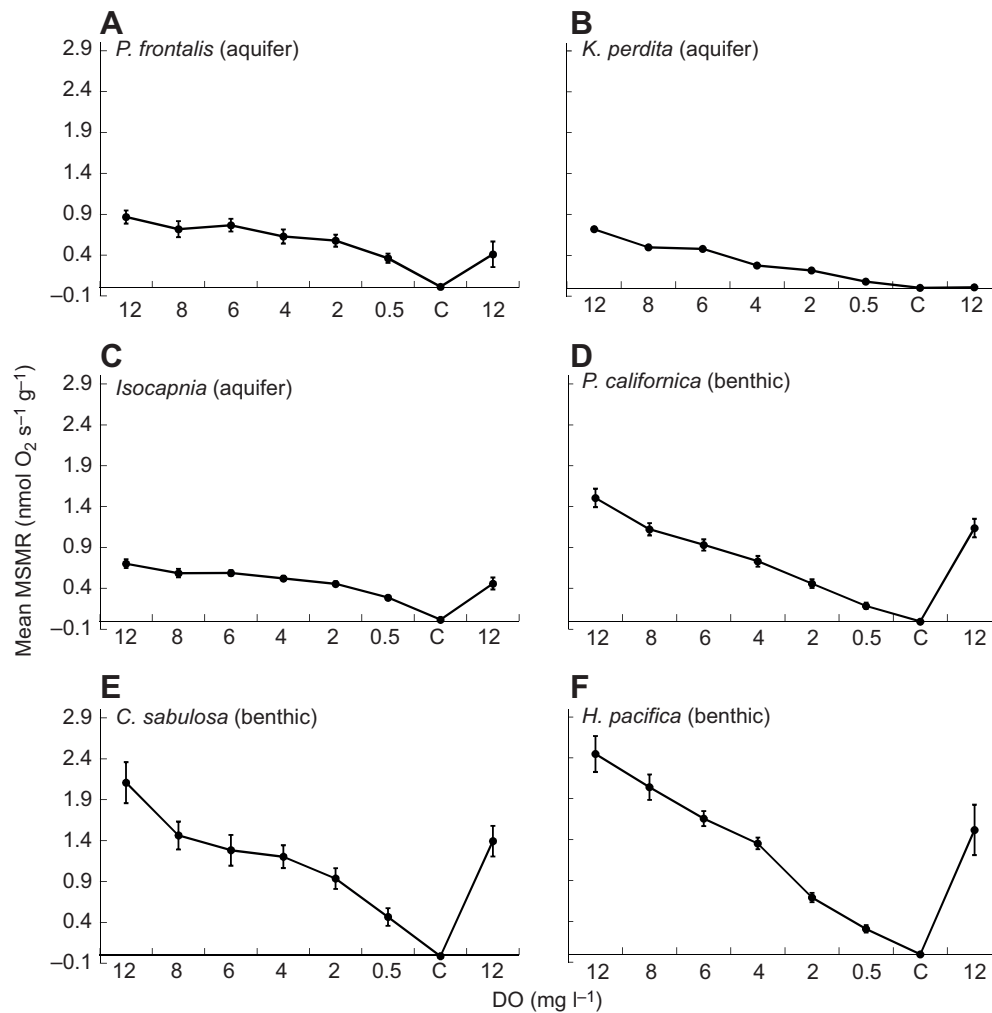 A
P. frontalis (aquifer)
2.9
2.4
1.9
1.4
0.9
0.4
–0.1
12 8 6 4 2 0.5 C 12
B
K. perdita (aquifer)
12 8 6 4 2 0.5 C 12
C
Isocapnia (aquifer)
2.9
2.4
1.9
1.4
0.9
0.4
–0.1
12 8 6 4 2 0.5 C 12
D
P. californica (benthic)
12 8 6 4 2 0.5 C 12
E
C. sabulosa (benthic)
2.9
2.4
1.9
1.4
0.9
0.4
–0.1
12 8 6 4 2 0.5 C 12
F
H. pacifica (benthic)
12 8 6 4 2 0.5 C 12
Mean MSMR (nmol O₂ s⁻¹ g⁻¹)
DO (mg l⁻¹)